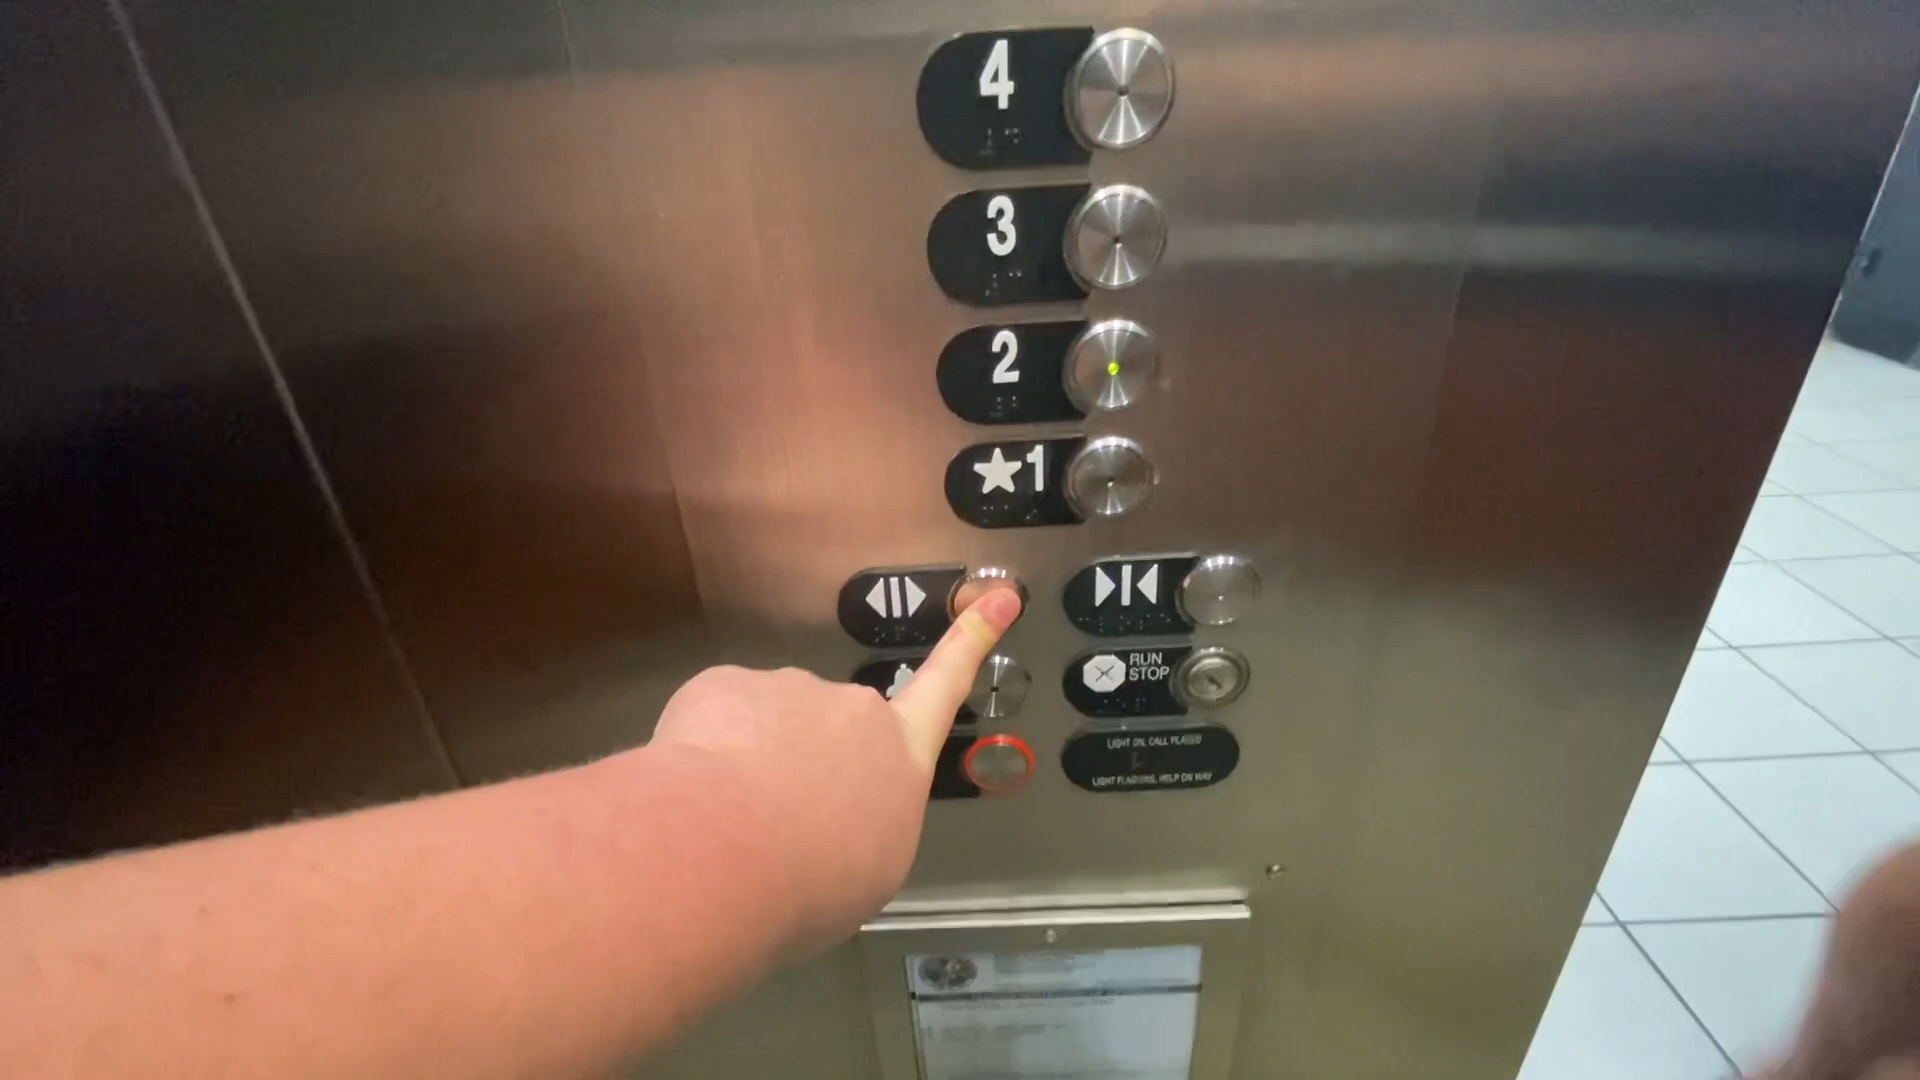 4
3
2
★1
RUN
STOP
LIGHT ON, CALL PLACED
LIGHT FLASHING, HELP ON WAY